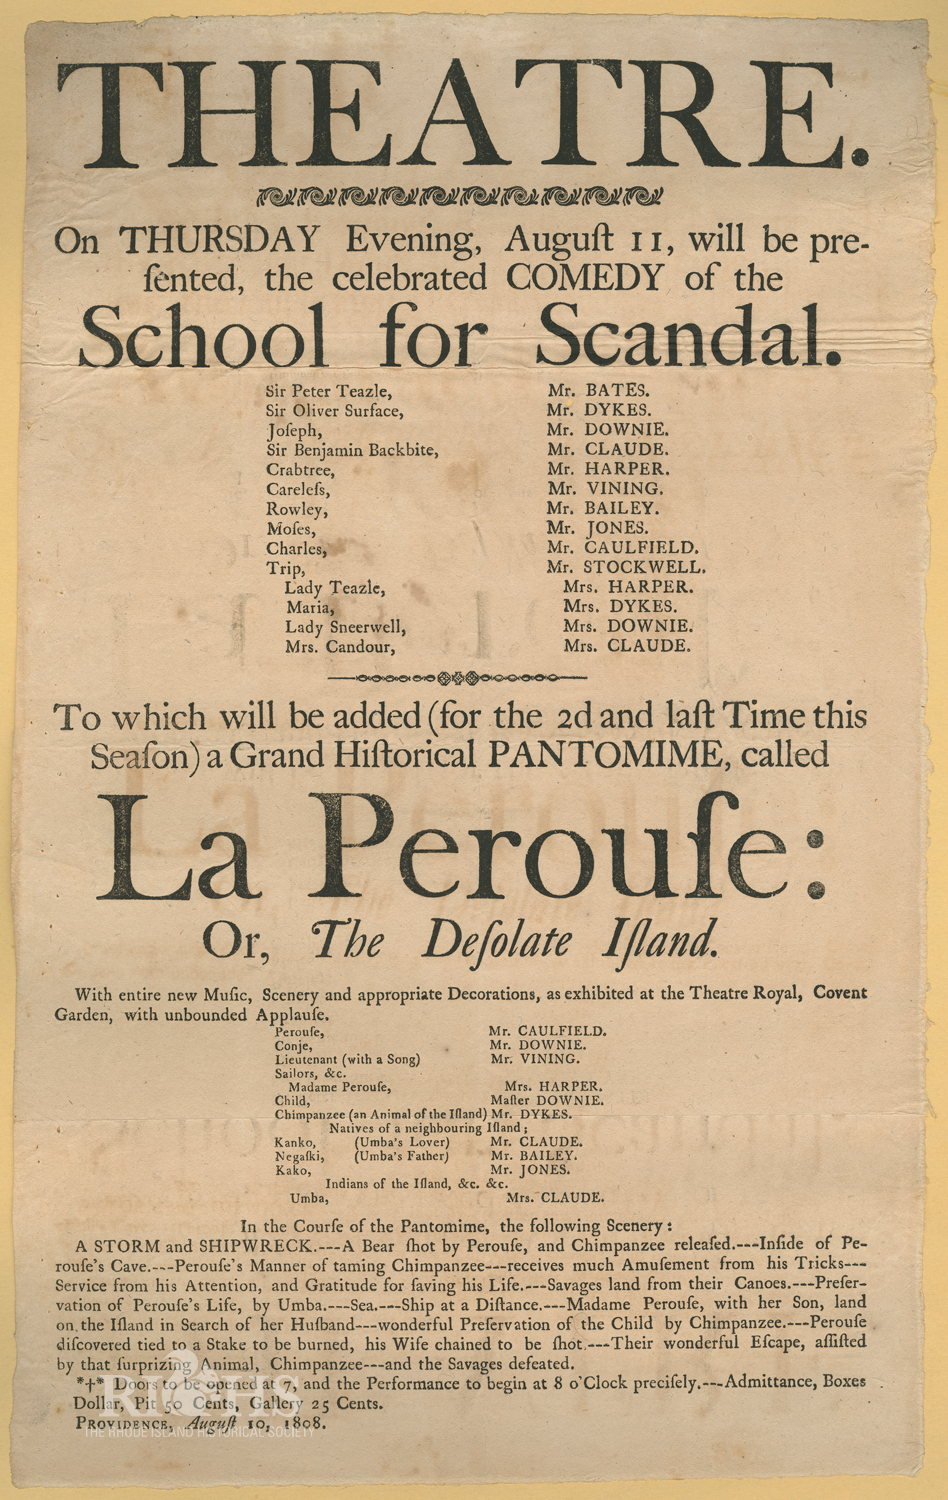 THEATRE.
On THURSDAY Evening, Auguſt 11, will be pre-
ſented, the celebrated COMEDY of the
School for Scandal.
Sir Peter Teazle, Mr. BATES.
Sir Oliver Surface, Mr. DYKES.
Joſeph, Mr. DOWNIE.
Sir Benjamin Backbite, Mr. CLAUDE.
Crabtree, Mr. HARPER.
Careleſs, Mr. VINING.
Rowley, Mr. BAILEY.
Moſes, Mr. JONES.
Charles, Mr. CAULFIELD.
Trip, Mr. STOCKWELL.
Lady Teazle, Mrs. HARPER.
Maria, Mrs. DYKES.
Lady Sneerwell, Mrs. DOWNIE.
Mrs. Candour, Mrs. CLAUDE.
To which will be added (for the 2d and laſt Time this
Seaſon) a Grand Hiſtorical PANTOMIME, called
La Perouſe:
Or, The Deſolate Iſland.
With entire new Muſic, Scenery and appropriate Decorations, as exhibited at the Theatre Royal, Covent
Garden, with unbounded Applauſe.
Perouſe, Mr. CAULFIELD.
Conje, Mr. DOWNIE.
Lieutenant (with a Song) Mr. VINING.
Sailors, &c.
Madame Perouſe, Mrs. HARPER.
Child, Maſter DOWNIE.
Chimpanzee (an Animal of the Iſland) Mr. DYKES.
Natives of a neighbouring Iſland;
Kanko, (Umba's Lover) Mr. CLAUDE.
Negaſki, (Umba's Father) Mr. BAILEY.
Kako, Mr. JONES.
Indians of the Iſland, &c. &c.
Umba, Mrs. CLAUDE.
In the Courſe of the Pantomime, the following Scenery:
A STORM and SHIPWRECK.---A Bear ſhot by Perouſe, and Chimpanzee releaſed.---Inſide of Pe-
rouſe's Cave.---Perouſe's Manner of taming Chimpanzee---receives much Amuſement from his Tricks---
Service from his Attention, and Gratitude for ſaving his Life.---Savages land from their Canoes.---Preſer-
vation of Perouſe's Life, by Umba.---Sea.---Ship at a Diſtance.---Madame Perouſe, with her Son, land
on the Iſland in Search of her Huſband---wonderful Preſervation of the Child by Chimpanzee.---Perouſe
diſcovered tied to a Stake to be burned, his Wife chained to be ſhot.---Their wonderful Eſcape, aſſiſted
by that ſurprizing Animal, Chimpanzee---and the Savages defeated.
*†* Doors to be opened at 7, and the Performance to begin at 8 o'Clock preciſely.---Admittance, Boxes
Dollar, Pit 50 Cents, Gallery 25 Cents.
PROVIDENCE, Auguſt 10, 1808.
RIHS
THE RHODE ISLAND HISTORICAL SOCIETY